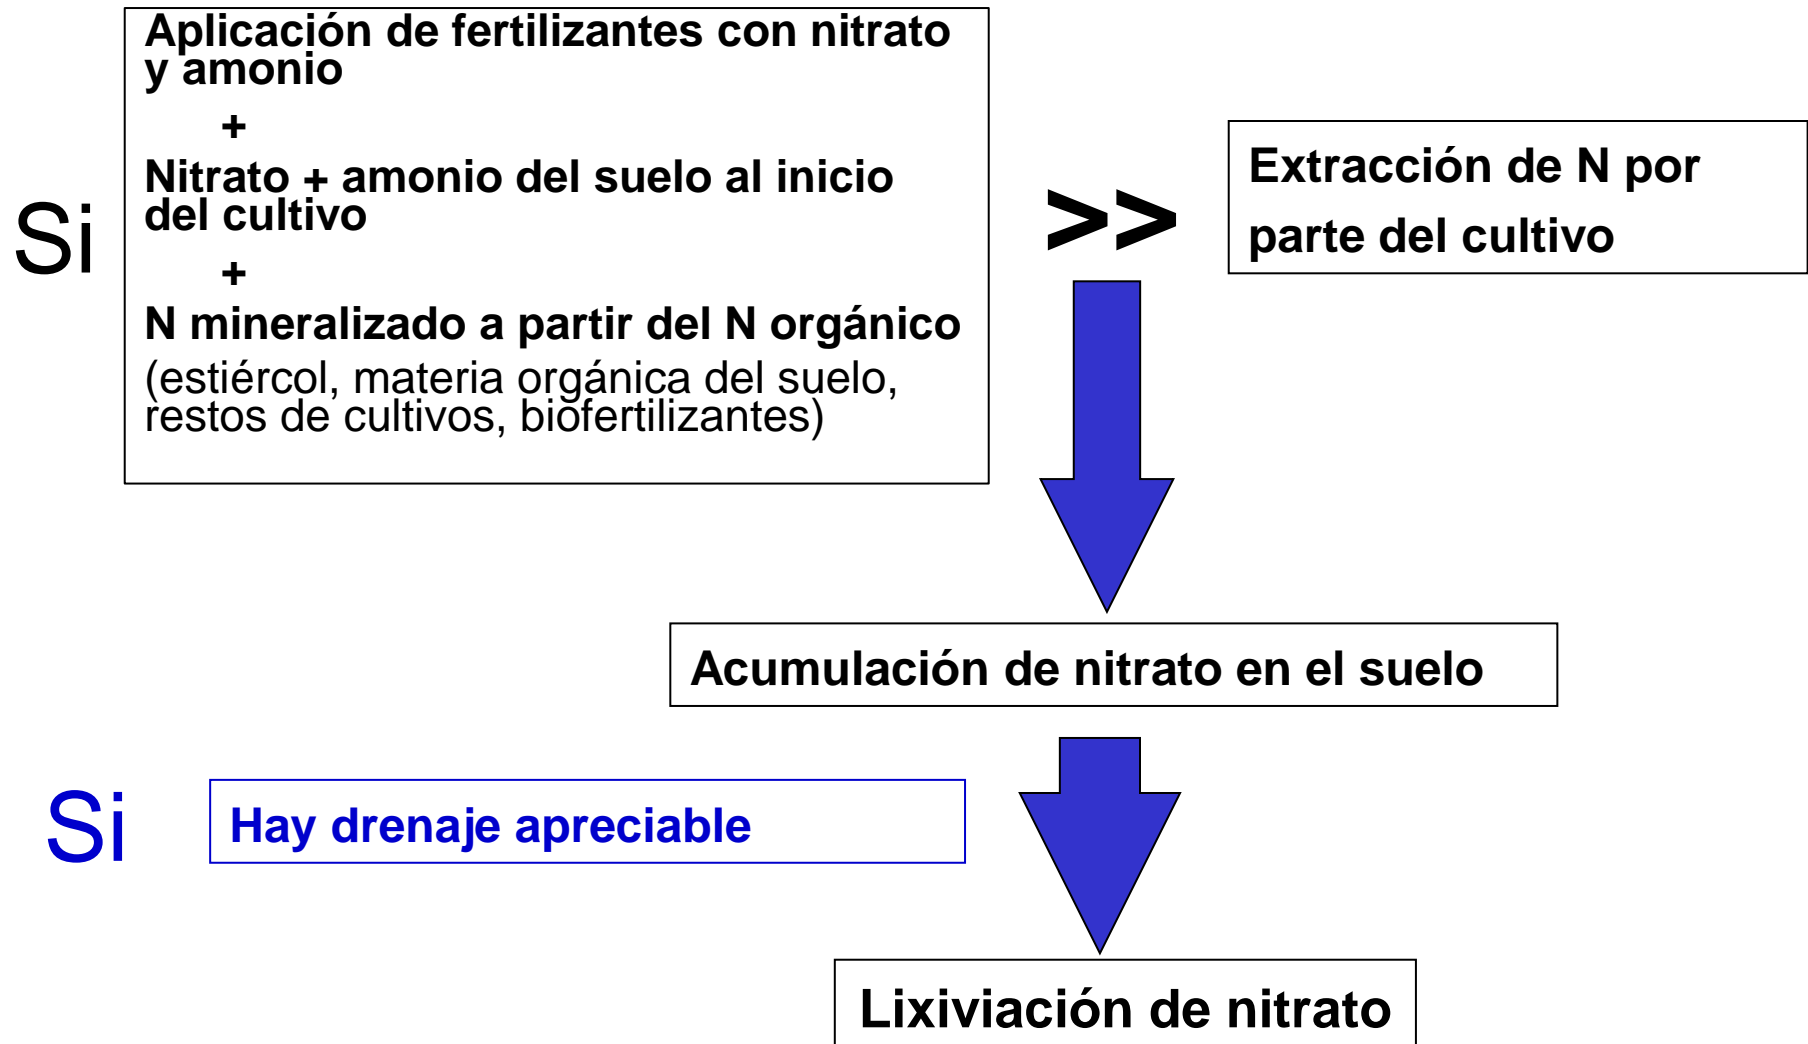 Si
Aplicación de fertilizantes con nitrato
y amonio
+
Nitrato + amonio del suelo al inicio
del cultivo
+
N mineralizado a partir del N orgánico
(estiércol, materia orgánica del suelo,
restos de cultivos, biofertilizantes)
>>
Extracción de N por
parte del cultivo
Acumulación de nitrato en el suelo
Si
Hay drenaje apreciable
Lixiviación de nitrato